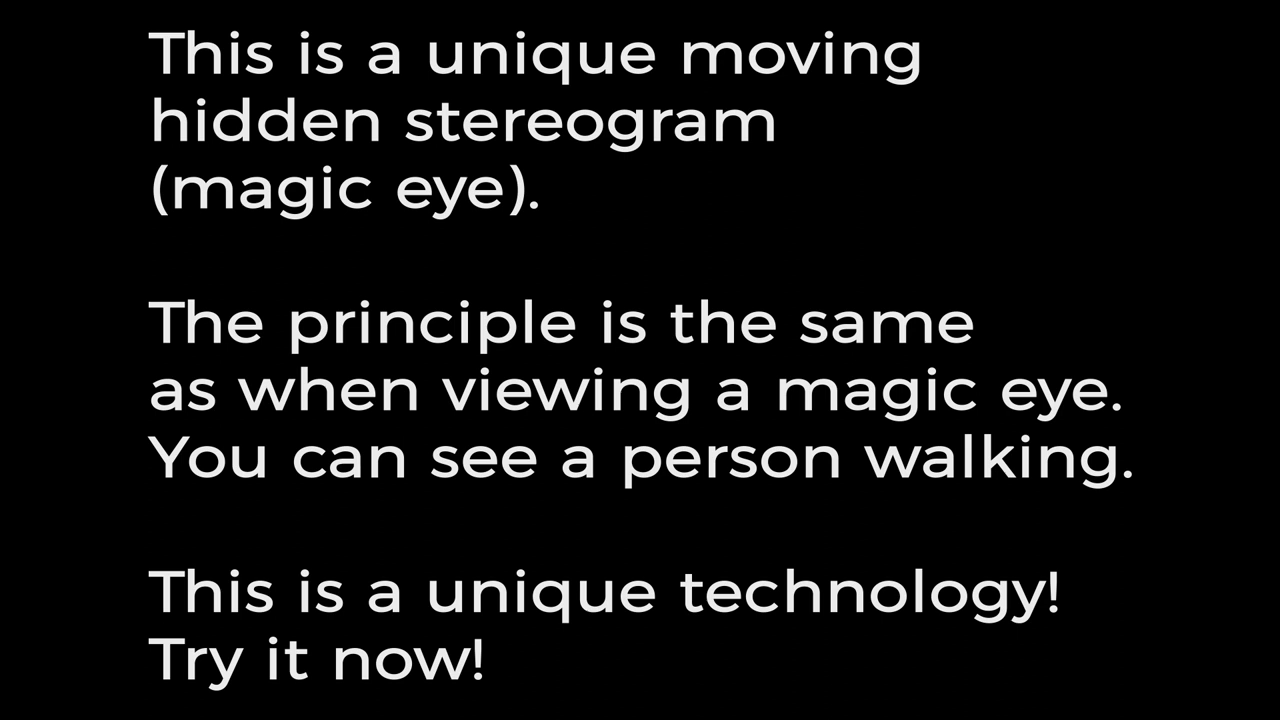 This is a unique moving
hidden stereogram
(magic eye).
The principle is the same
as when viewing a magic eye.
You can see a person walking.
This is a unique technology!
Try it now!